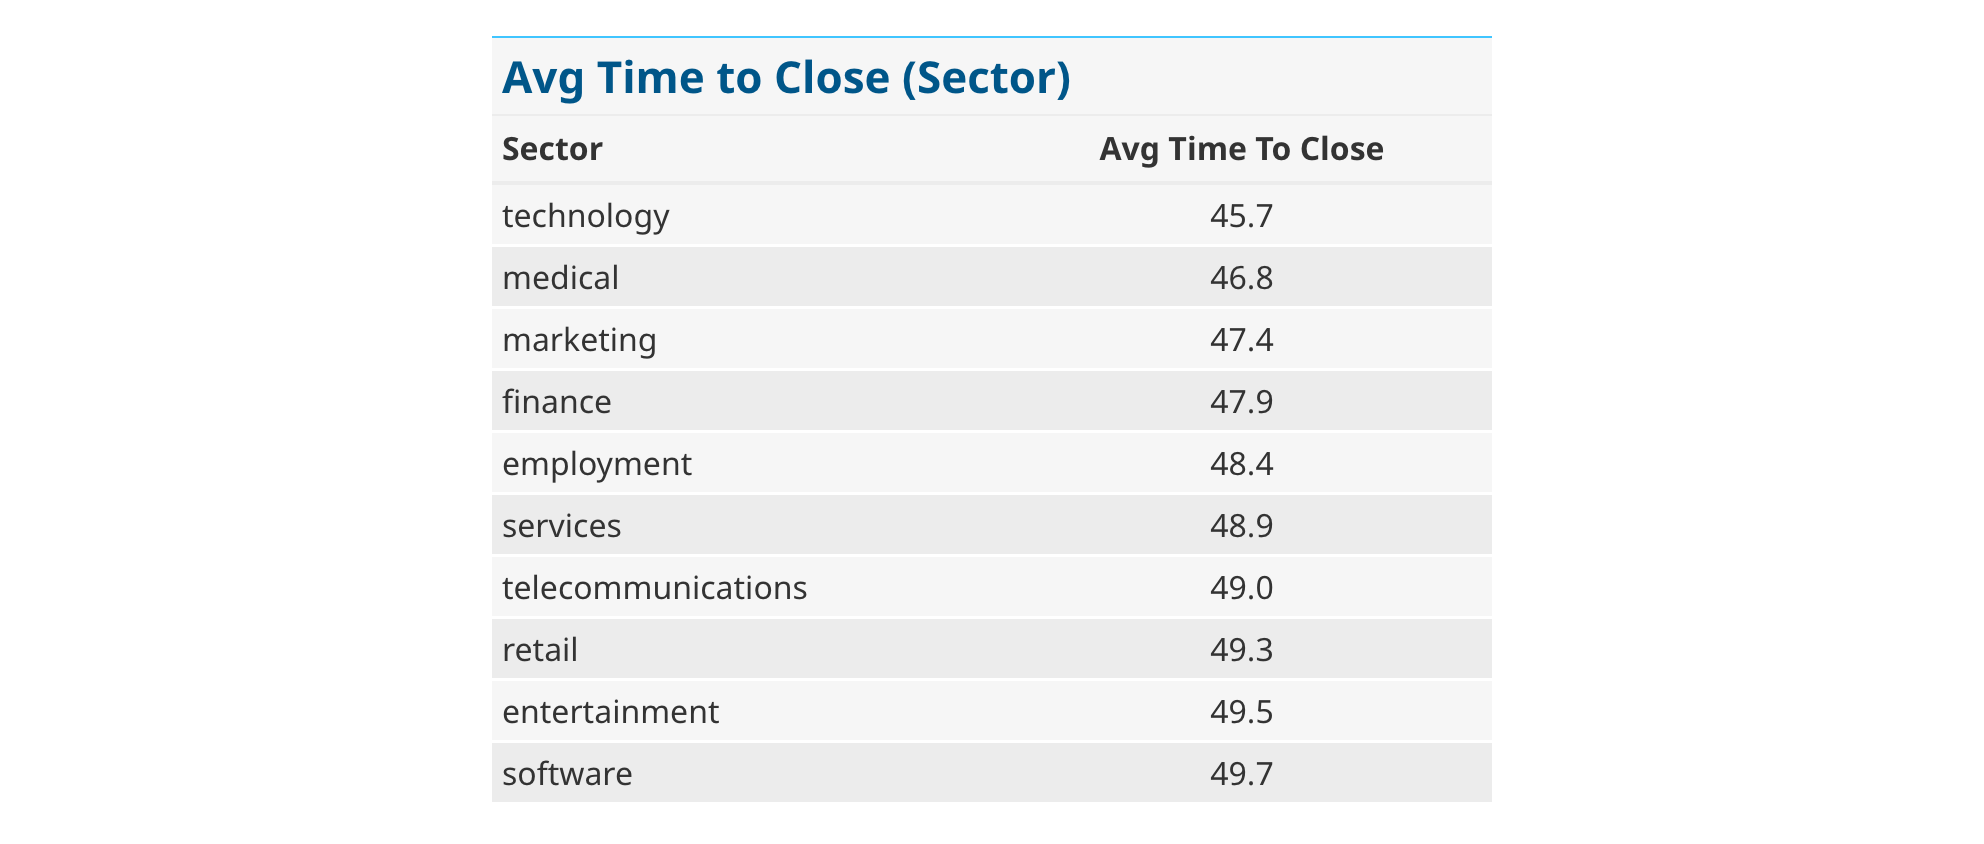 Avg Time to Close (Sector)
Sector Avg Time To Close
technology 45.7
medical 46.8
marketing 47.4
finance 47.9
employment 48.4
services 48.9
telecommunications 49.0
retail 49.3
entertainment 49.5
software 49.7